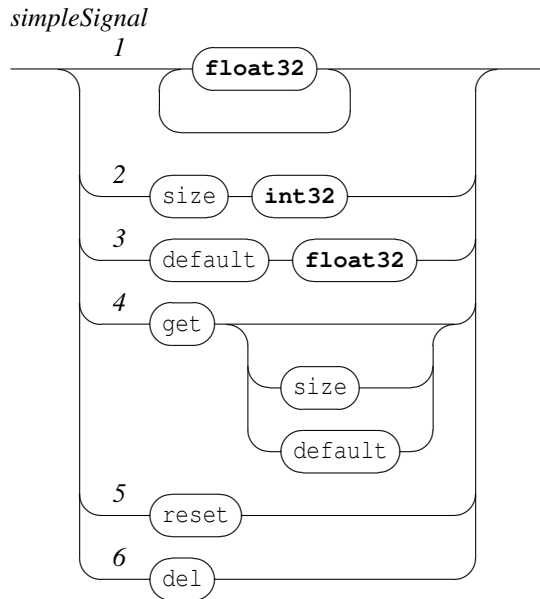 simpleSignal
1 float32
2 size int32
3 default float32
4 get
size
default
5 reset
6 del